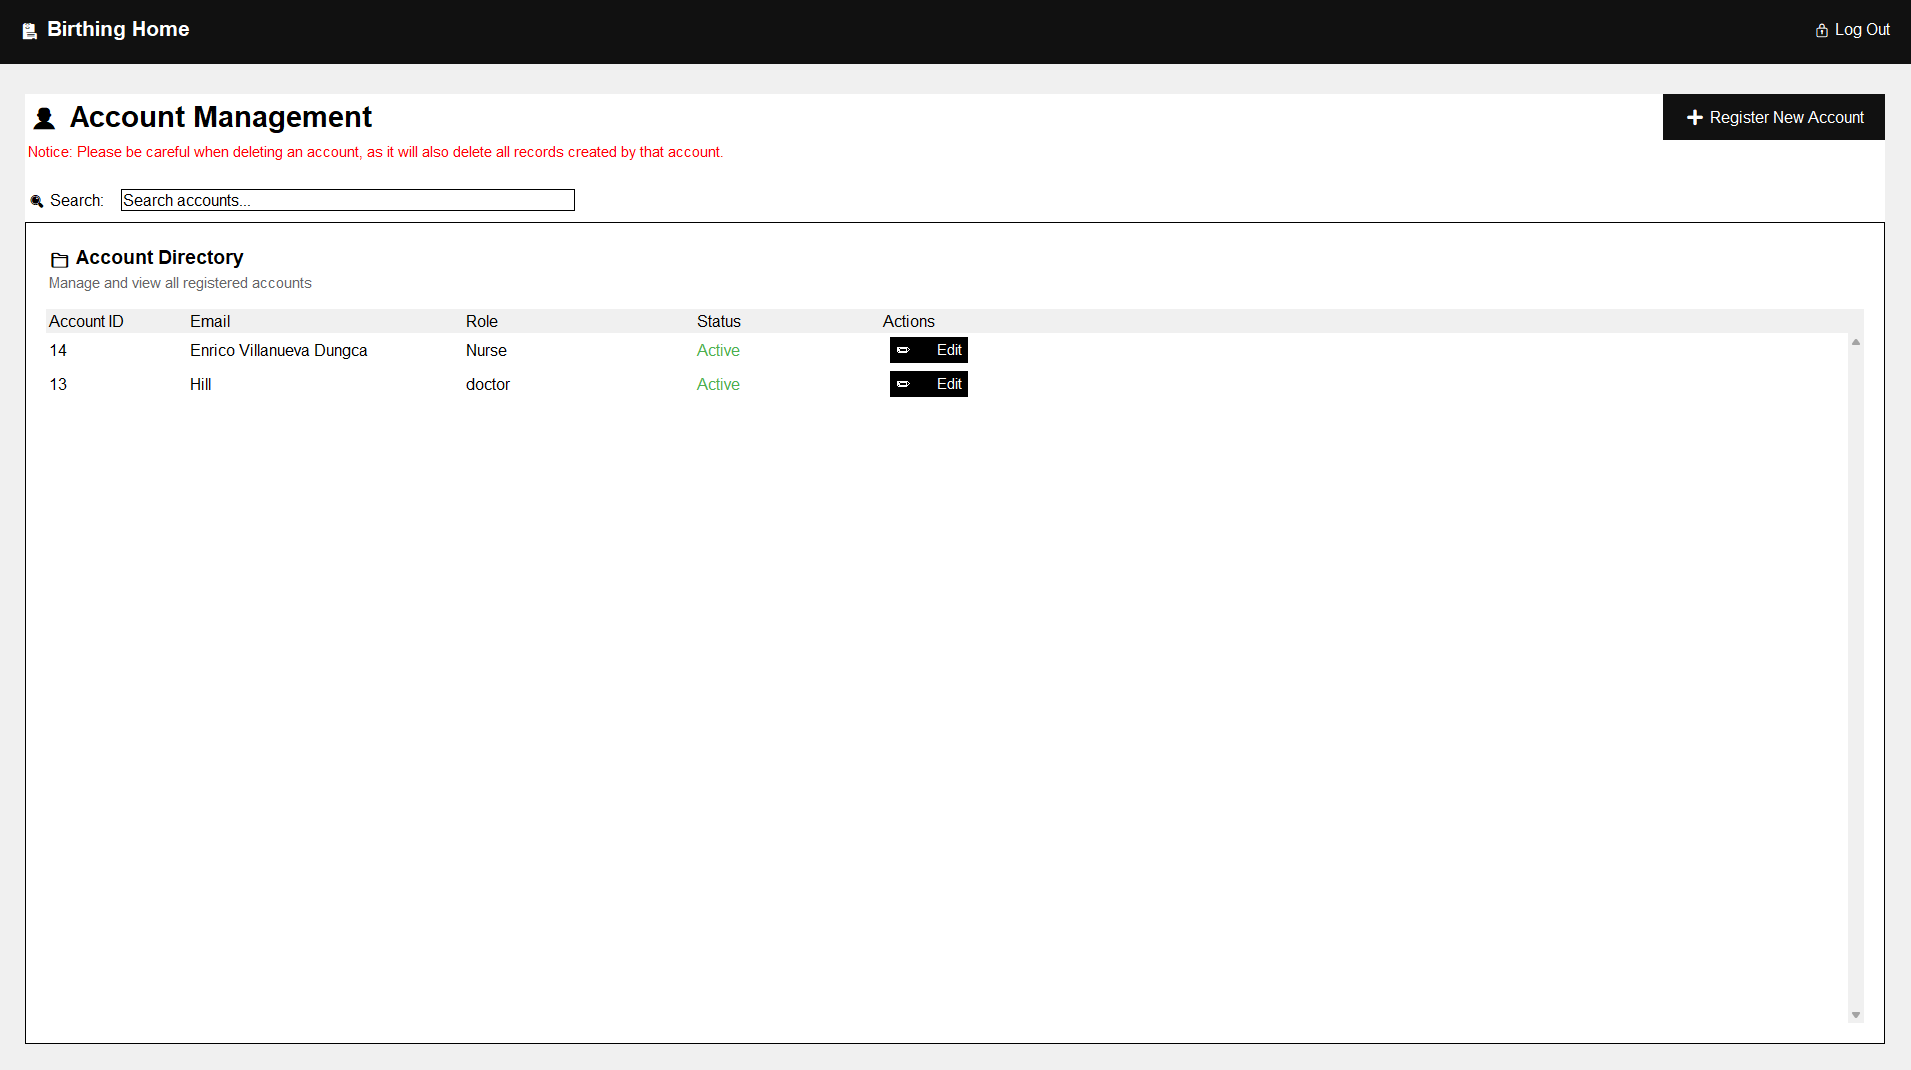 Birthing Home
Log Out
Account Management
Register New Account
Notice: Please be careful when deleting an account, as it will also delete all records created by that account.
Search:
Search accounts...
Account Directory
Manage and view all registered accounts
Account ID Email Role Status Actions
14 Enrico Villanueva Dungca Nurse Active Edit
13 Hill doctor Active Edit